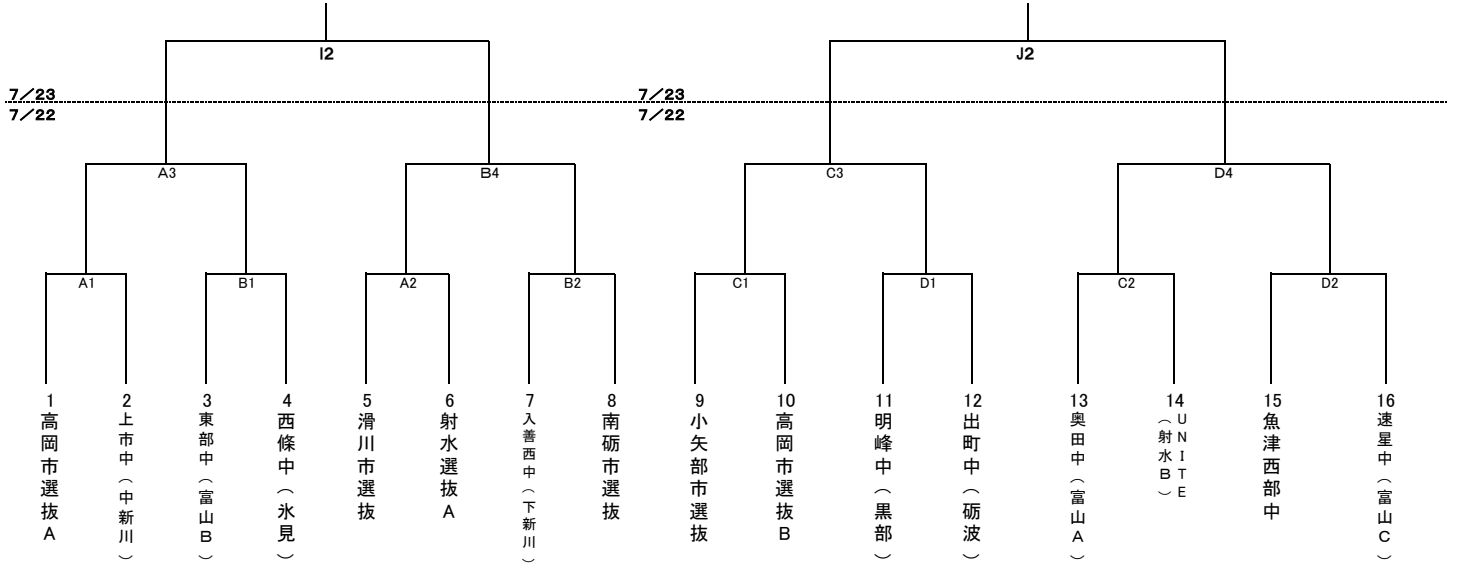 I2
J2
7／23
7／23
7／22
7／22
A3
B4
C3
D4
A1
B1
A2
B2
C1
D1
C2
D2
1
2
3
4
5
6
7
8
9
10
11
12
13
14
15
16
高岡市選抜A
上市中（中新川）
東部中（富山B）
西條中（氷見）
滑川市選抜
射水選抜A
入善西中（下新川）
南砺市選抜
小矢部市選抜
高岡市選抜B
明峰中（黒部）
出町中（砺波）
奥田中（富山A）
UNITE
（射水B）
魚津西部中
速星中（富山C）